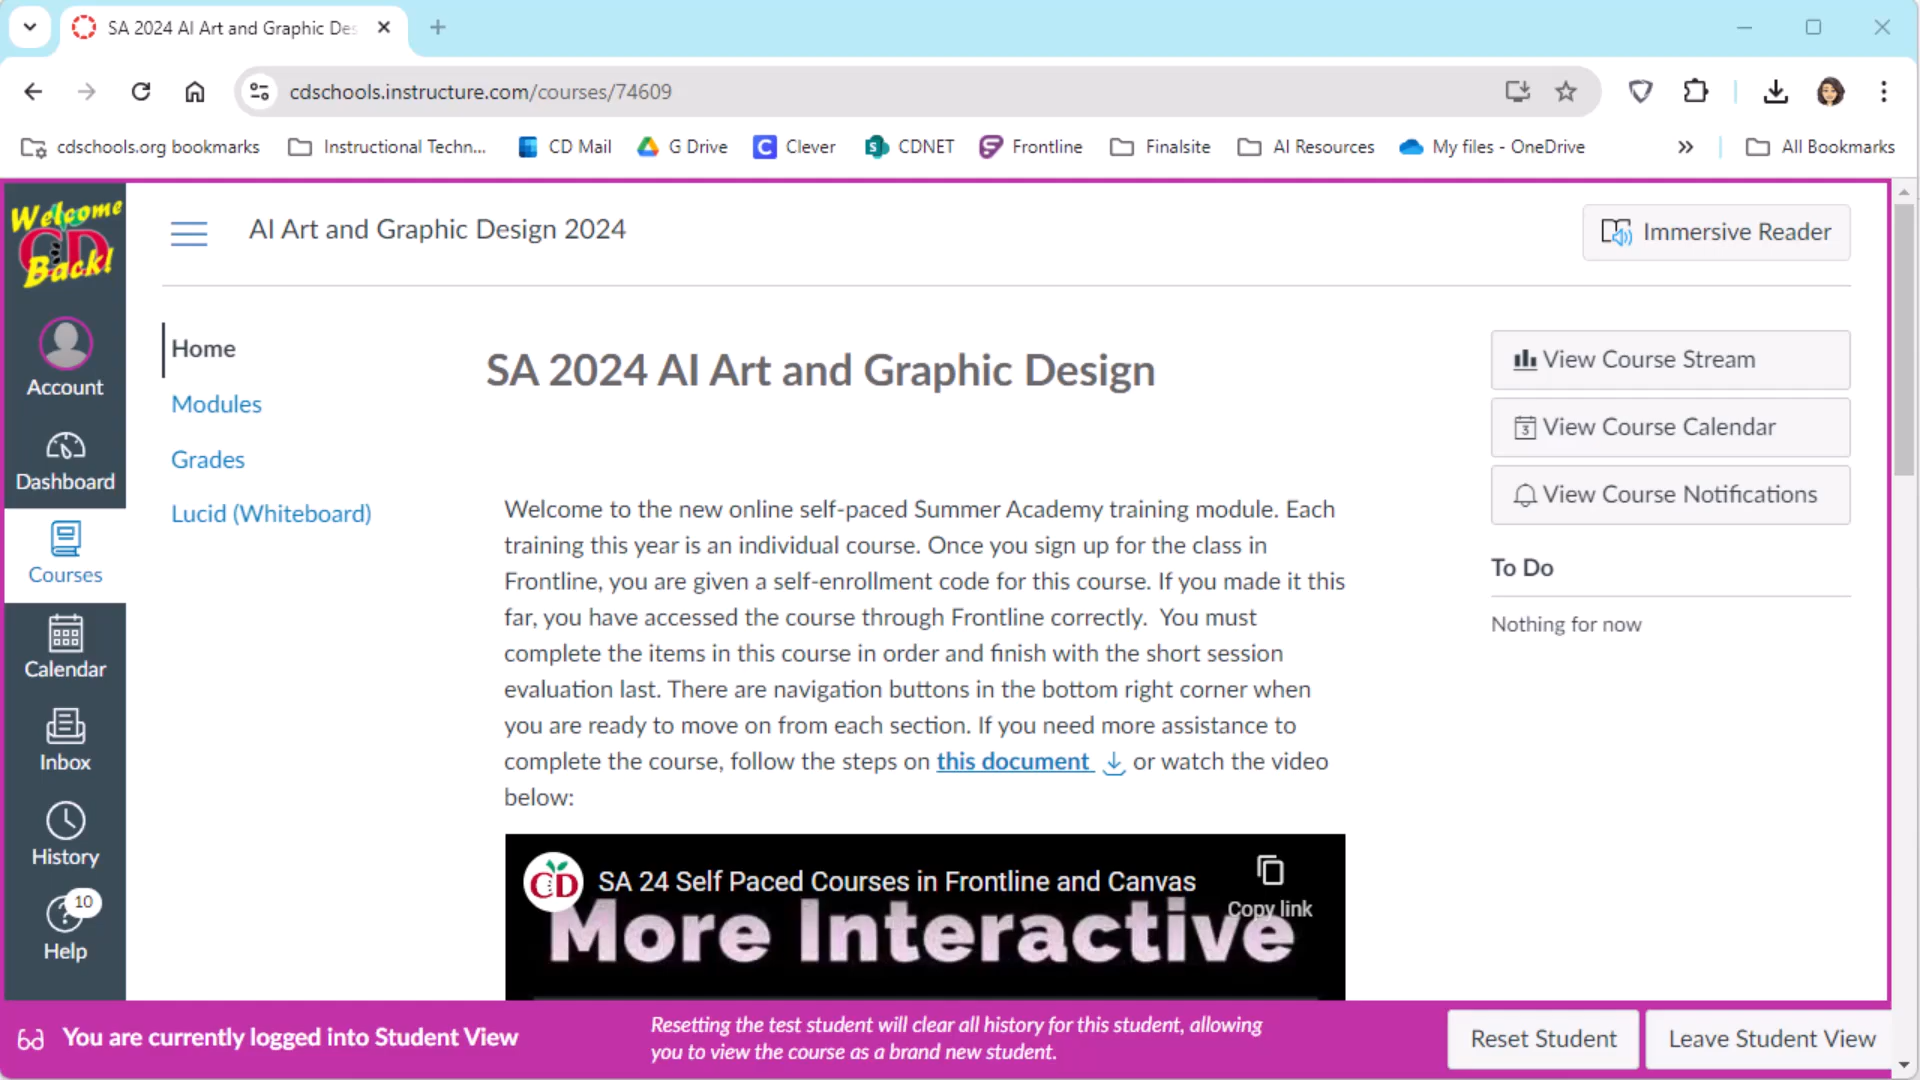 SA 2024 AI Art and Graphic Des
cdschools.instructure.com/courses/74609
cdschools.org bookmarks
Instructional Techn...
CD Mail
G Drive
Clever
CDNET
Frontline
Finalsite
AI Resources
My files - OneDrive
All Bookmarks
Welcome
CD
Back!
AI Art and Graphic Design 2024
Immersive Reader
Account
Dashboard
Courses
Calendar
Inbox
History
10
Help
Home
Modules
Grades
Lucid (Whiteboard)
SA 2024 AI Art and Graphic Design
Welcome to the new online self-paced Summer Academy training module. Each
training this year is an individual course. Once you sign up for the class in
Frontline, you are given a self-enrollment code for this course. If you made it this
far, you have accessed the course through Frontline correctly.  You must
complete the items in this course in order and finish with the short session
evaluation last. There are navigation buttons in the bottom right corner when
you are ready to move on from each section. If you need more assistance to
complete the course, follow the steps on this document or watch the video
below:
CD
SA 24 Self Paced Courses in Frontline and Canvas
Copy link
More Interactive
View Course Stream
3
View Course Calendar
View Course Notifications
To Do
Nothing for now
You are currently logged into Student View
Resetting the test student will clear all history for this student, allowing
you to view the course as a brand new student.
Reset Student
Leave Student View